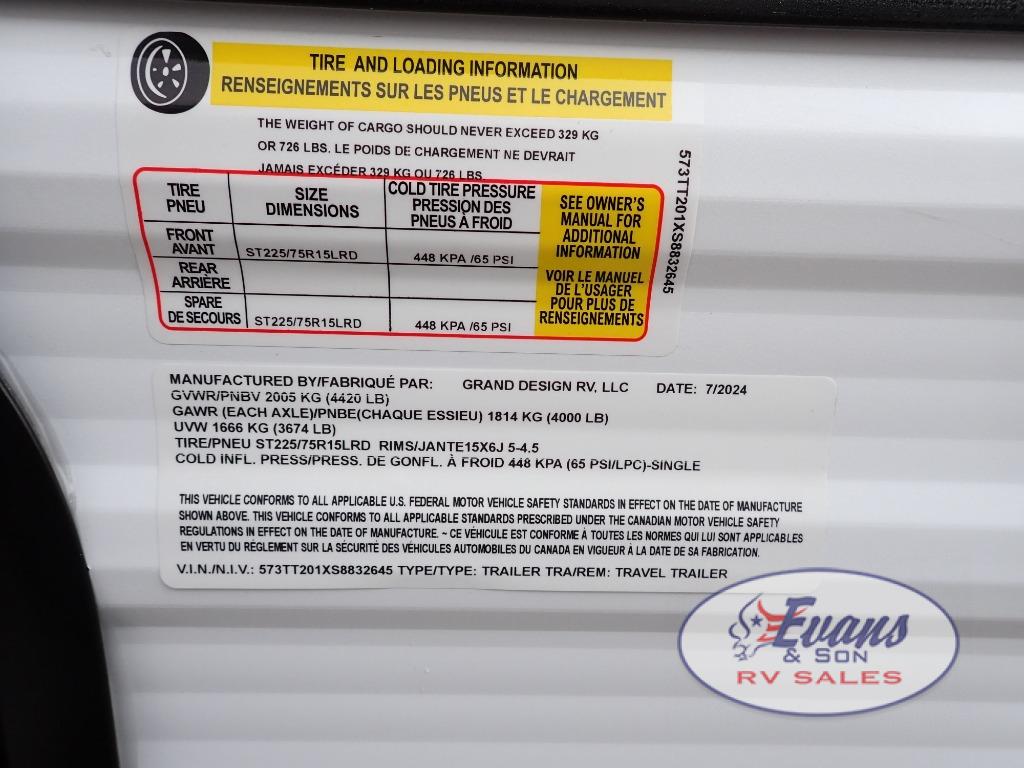 TIRE AND LOADING INFORMATION
RENSEIGNEMENTS SUR LES PNEUS ET LE CHARGEMENT
THE WEIGHT OF CARGO SHOULD NEVER EXCEED 329 KG
OR 726 LBS. LE POIDS DE CHARGEMENT NE DEVRAIT
JAMAIS EXCÉDER 329 KG OU 726 LBS.
TIRE
PNEU
SIZE
DIMENSIONS
COLD TIRE PRESSURE
PRESSION DES
PNEUS À FROID
FRONT
AVANT
ST225/75R15LRD
448 KPA /65 PSI
REAR
ARRIÈRE
SPARE
DE SECOURS
ST225/75R15LRD
448 KPA /65 PSI
SEE OWNER'S
MANUAL FOR
ADDITIONAL
INFORMATION
VOIR LE MANUEL
DE L'USAGER
POUR PLUS DE
RENSEIGNEMENTS
573TT201XS8832645
MANUFACTURED BY/FABRIQUÉ PAR: GRAND DESIGN RV, LLC DATE: 7/2024
GVWR/PNBV 2005 KG (4420 LB)
GAWR (EACH AXLE)/PNBE(CHAQUE ESSIEU) 1814 KG (4000 LB)
UVW 1666 KG (3674 LB)
TIRE/PNEU ST225/75R15LRD RIMS/JANTE15X6J 5-4.5
COLD INFL. PRESS/PRESS. DE GONFL. À FROID 448 KPA (65 PSI/LPC)-SINGLE
THIS VEHICLE CONFORMS TO ALL APPLICABLE U.S. FEDERAL MOTOR VEHICLE SAFETY STANDARDS IN EFFECT ON THE DATE OF MANUFACTURE
SHOWN ABOVE. THIS VEHICLE CONFORMS TO ALL APPLICABLE STANDARDS PRESCRIBED UNDER THE CANADIAN MOTOR VEHICLE SAFETY
REGULATIONS IN EFFECT ON THE DATE OF MANUFACTURE. ~ CE VÉHICULE EST CONFORME À TOUTES LES NORMES QUI LUI SONT APPLICABLES
EN VERTU DU RÉGLEMENT SUR LA SÉCURITÉ DES VÉHICULES AUTOMOBILES DU CANADA EN VIGUEUR À LA DATE DE SA FABRICATION.
V.I.N./N.I.V.: 573TT201XS8832645 TYPE/TYPE: TRAILER TRA/REM: TRAVEL TRAILER
Evans
& SON
RV SALES